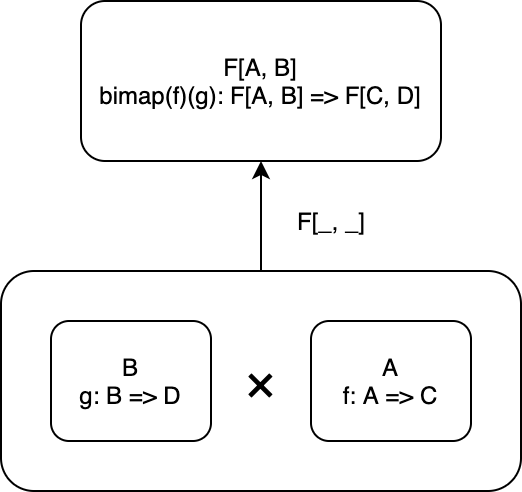 F[A, B]
bimap(f)(g): F[A, B] => F[C, D]
F[_, _]
B
g: B => D
×
A
f: A => C